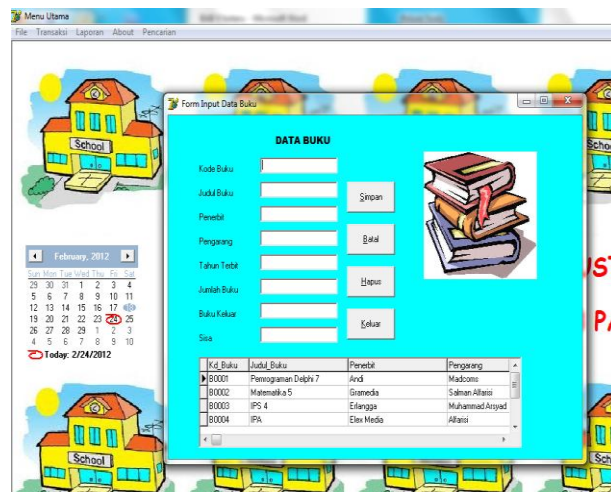 Menu Utama
File Transaksi Laporan About Pencarian
School
Form Input Data Buku
DATA BUKU
Kode Buku
Judul Buku
Penerbit
Pengarang
Tahun Terbit
Jumlah Buku
Buku Keluar
Sisa
Simpan
Batal
Hapus
Keluar
February, 2012
Sun Mon Tue Wed Thu Fri Sat
29 30 31 1 2 3 4
5 6 7 8 9 10 11
12 13 14 15 16 17
19 20 21 22 23 24 25
26 27 28 29 1 2 3
4 5 6 7 8 9 10
Today: 2/24/2012
Kd_Buku Judul_Buku Penerbit Pengarang
B0001 Pemrograman Delphi 7 Andi Madcoms
B0002 Matematika 5 Gramedia Salman Alfarisi
B0003 IPS 4 Erlangga Muhammad Arsyad
B0004 IPA Elex Media Alfarisi
School
School